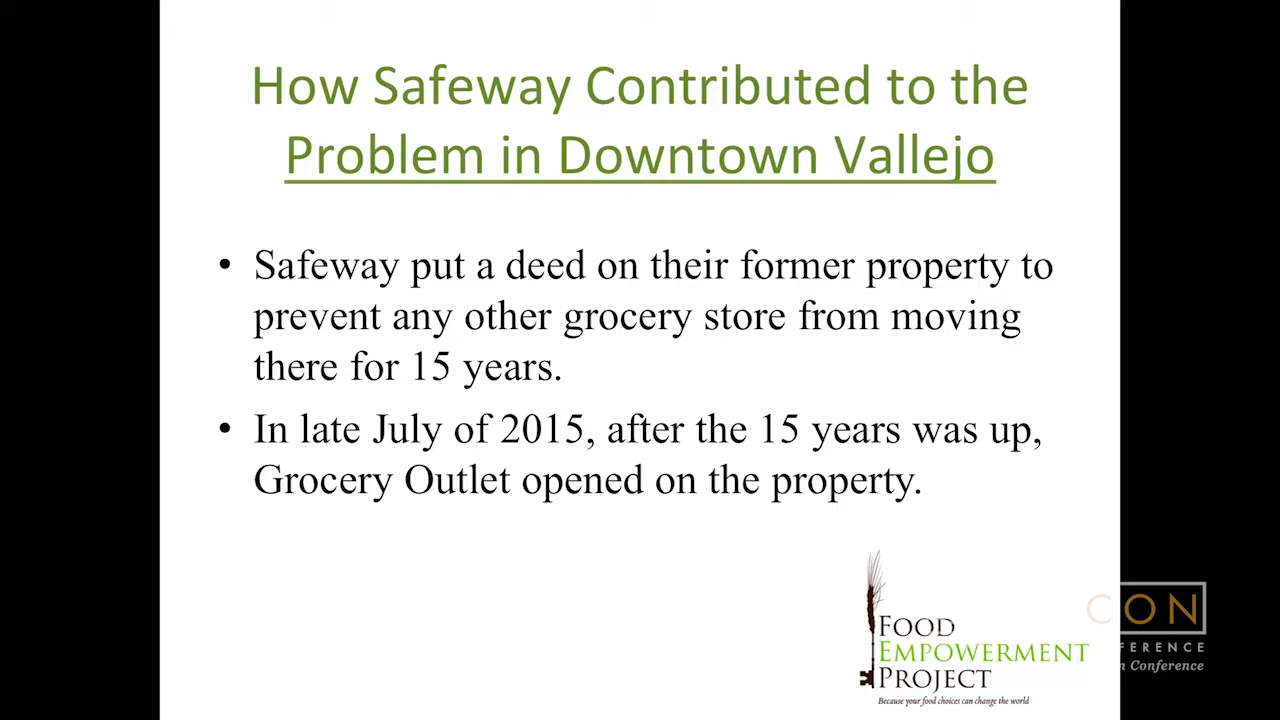 How Safeway Contributed to the
Problem in Downtown Vallejo
• Safeway put a deed on their former property to
prevent any other grocery store from moving
there for 15 years.
• In late July of 2015, after the 15 years was up,
Grocery Outlet opened on the property.
FOOD
EMPOWERMENT
PROJECT
Because your food choices can change the world
CON
FERENCE
n Conference